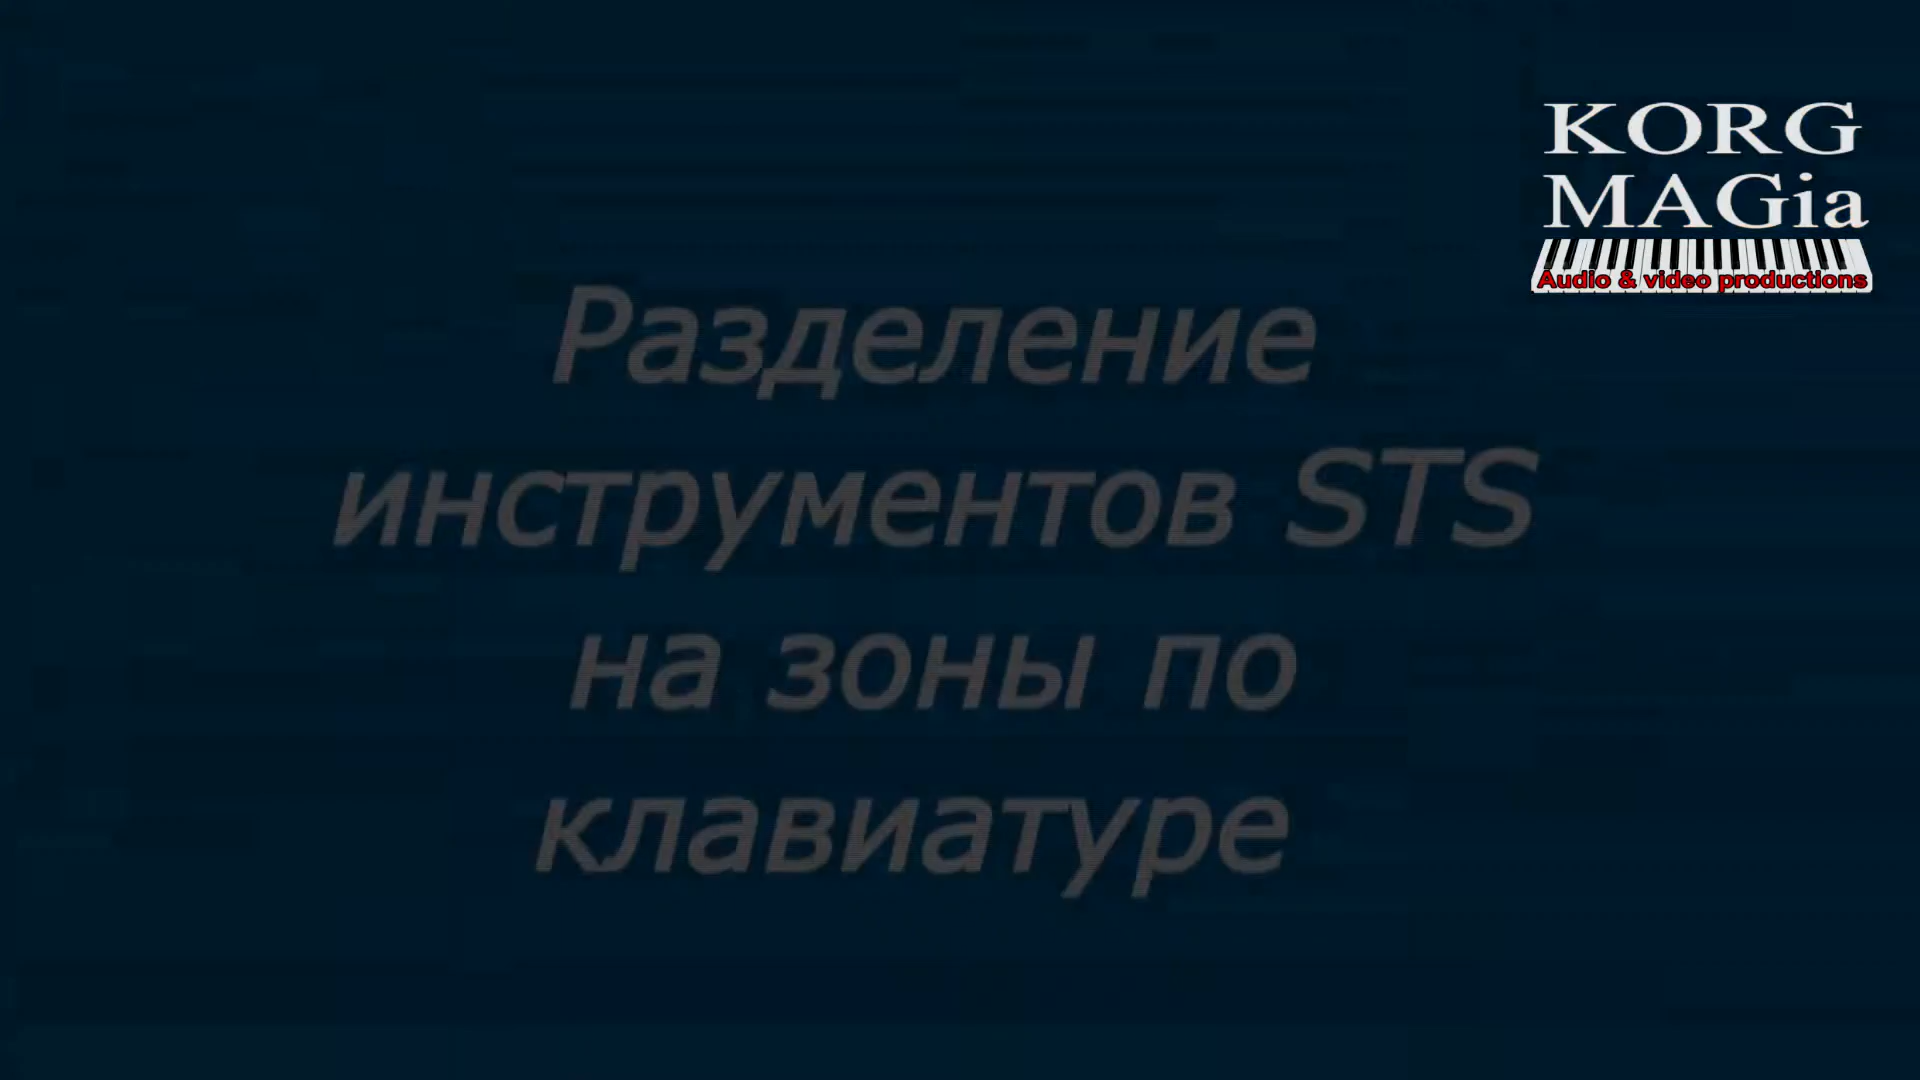 KORG
MAGia
Audio & video productions
Разделение
инструментов STS
на зоны по
клавиатуре